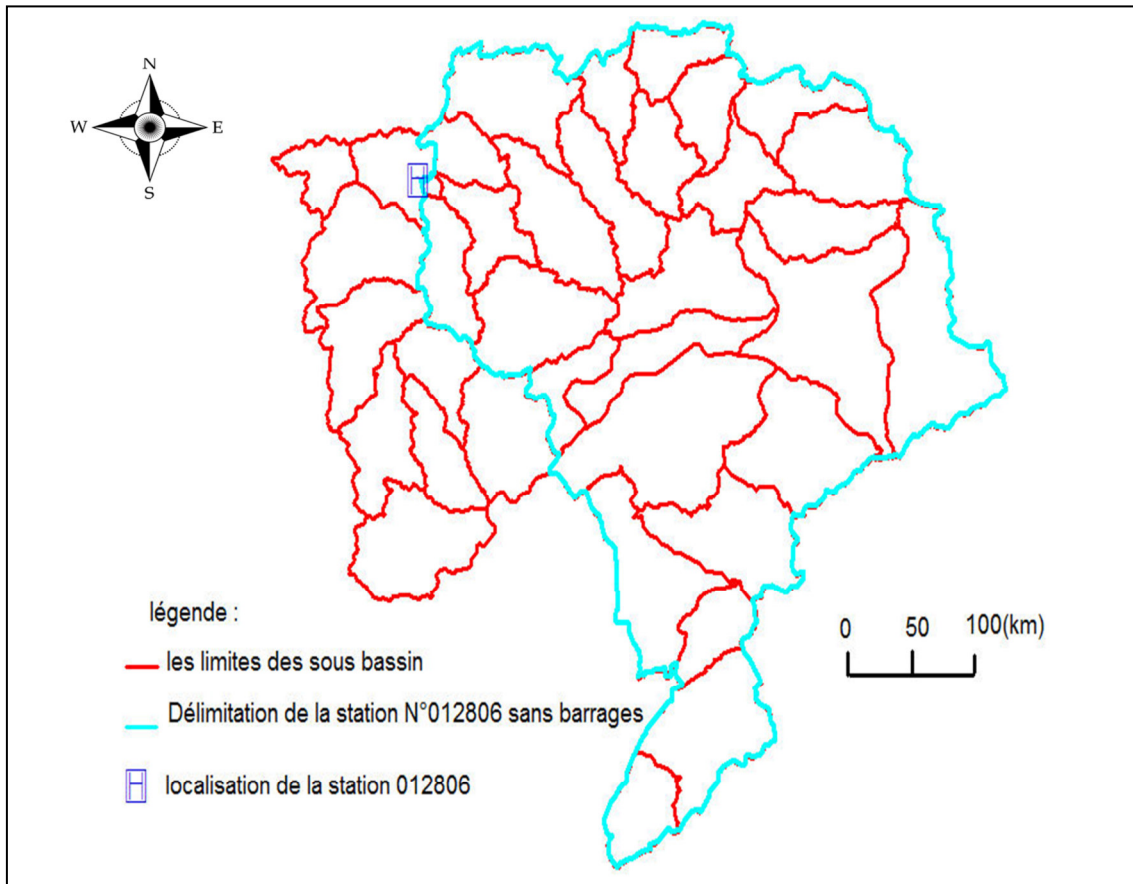 N
W E
S
légende :
les limites des sous bassin
Délimitation de la station N°012806 sans barrages
localisation de la station 012806
0 50 100(km)